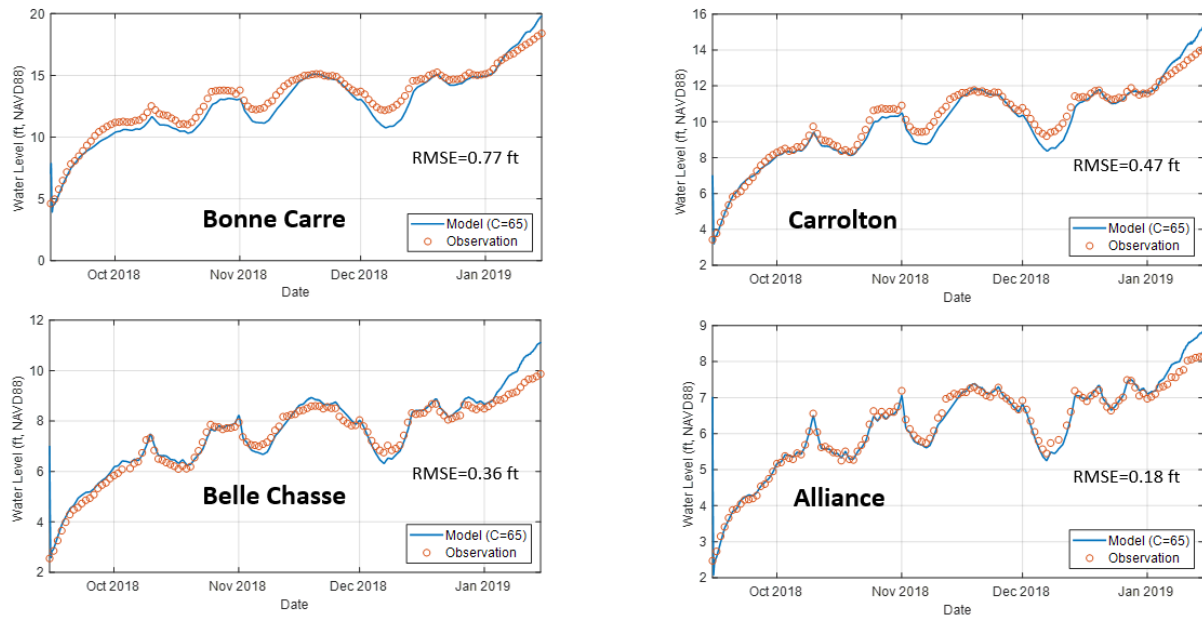 20
15
10
5
0
Water Level (ft, NAVD88)
RMSE=0.77 ft
Bonne Carre
Model (C=65)
Observation
Oct 2018
Nov 2018
Dec 2018
Jan 2019
Date
16
14
12
10
8
6
4
2
Water Level (ft, NAVD88)
RMSE=0.47 ft
Carrolton
Model (C=65)
Observation
Oct 2018
Nov 2018
Dec 2018
Jan 2019
Date
12
10
8
6
4
2
Water Level (ft, NAVD88)
RMSE=0.36 ft
Belle Chasse
Model (C=65)
Observation
Oct 2018
Nov 2018
Dec 2018
Jan 2019
Date
9
8
7
6
5
4
3
2
Water Level (ft, NAVD88)
RMSE=0.18 ft
Alliance
Model (C=65)
Observation
Oct 2018
Nov 2018
Dec 2018
Jan 2019
Date